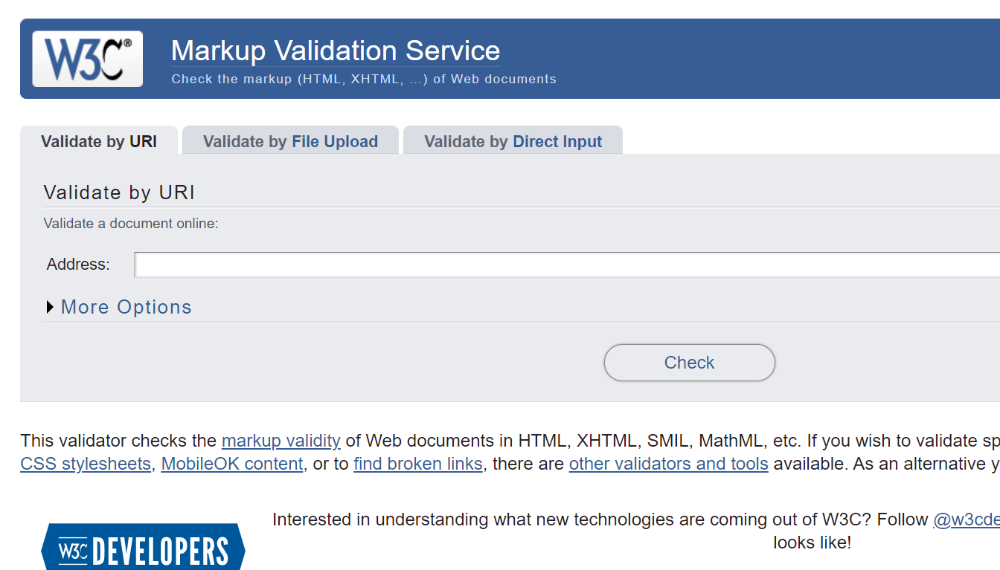 W3C®
Markup Validation Service
Check the markup (HTML, XHTML, …) of Web documents
Validate by URI
Validate by File Upload
Validate by Direct Input
Validate by URI
Validate a document online:
Address:
More Options
Check
This validator checks the markup validity of Web documents in HTML, XHTML, SMIL, MathML, etc. If you wish to validate sp
CSS stylesheets, MobileOK content, or to find broken links, there are other validators and tools available. As an alternative y
Interested in understanding what new technologies are coming out of W3C? Follow @w3cde
looks like!
W3C DEVELOPERS